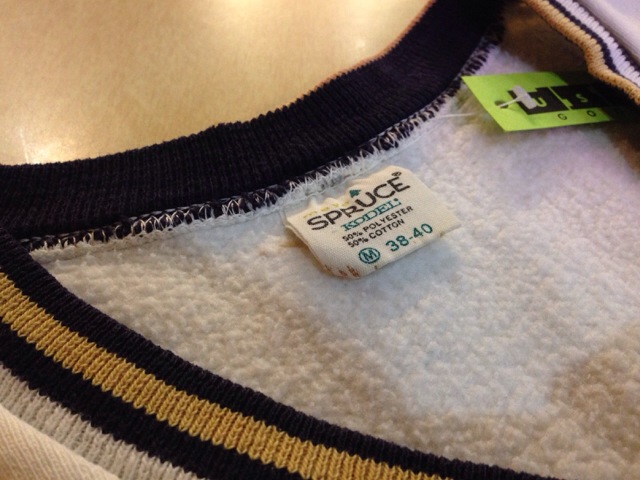 SPRUCE®
KODEL®
50% POLYESTER
50% COTTON
M 38-40